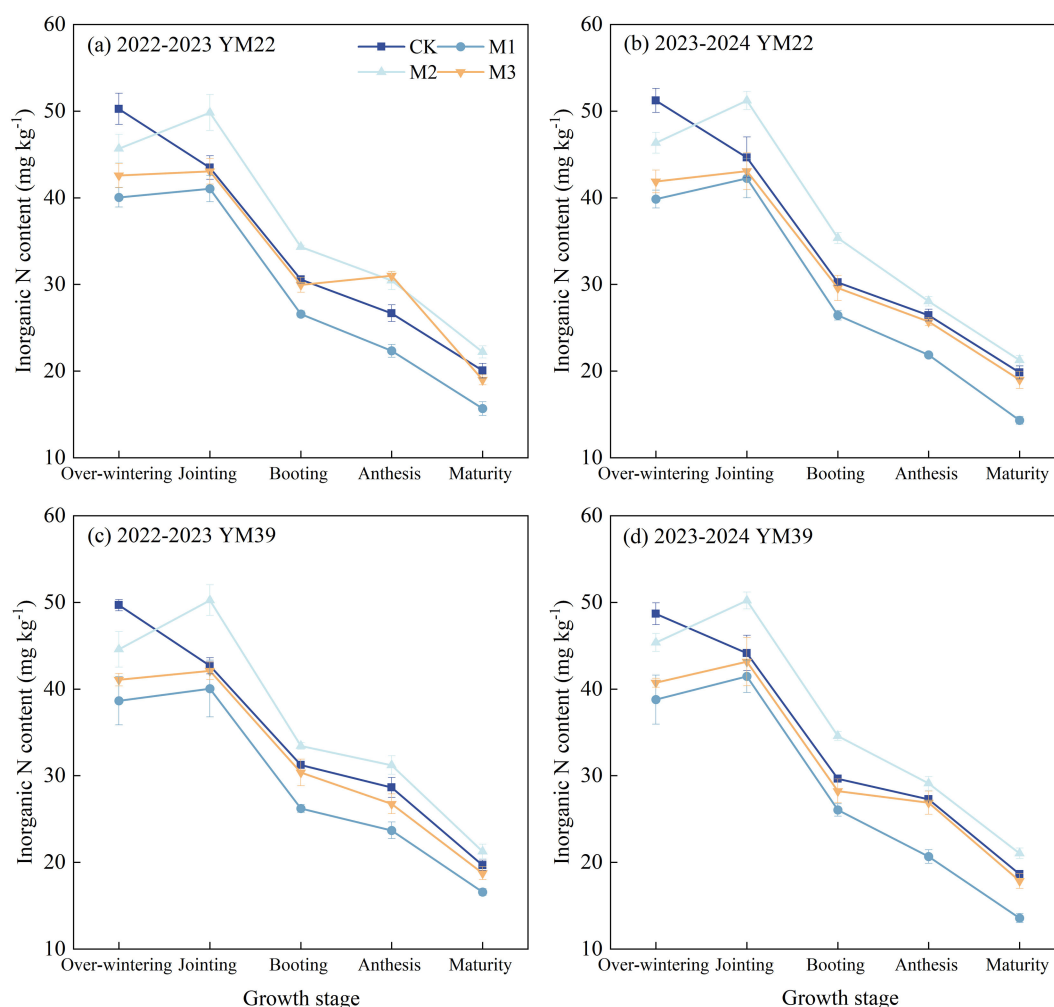 (a) 2022-2023 YM22
CK M1
M2 M3
Inorganic N content (mg kg⁻¹)
60
50
40
30
20
10
Over-wintering Jointing Booting Anthesis Maturity
(b) 2023-2024 YM22
Inorganic N content (mg kg⁻¹)
60
50
40
30
20
10
Over-wintering Jointing Booting Anthesis Maturity
(c) 2022-2023 YM39
Inorganic N content (mg kg⁻¹)
60
50
40
30
20
10
Over-wintering Jointing Booting Anthesis Maturity
Growth stage
(d) 2023-2024 YM39
Inorganic N content (mg kg⁻¹)
60
50
40
30
20
10
Over-wintering Jointing Booting Anthesis Maturity
Growth stage